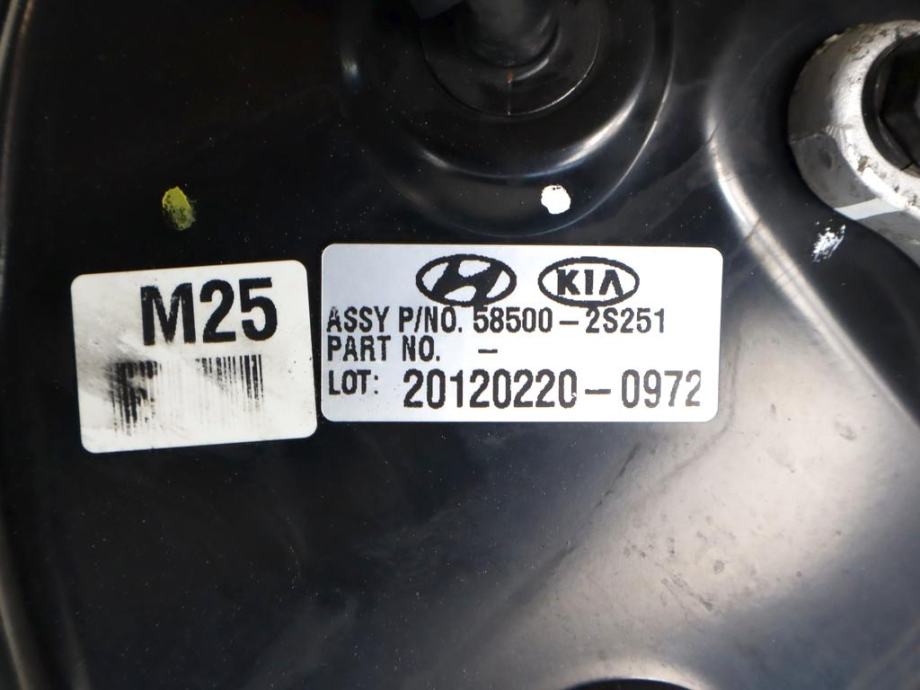 M25
KIA
ASSY P/NO. 58500-2S251
PART NO. -
LOT: 20120220-0972